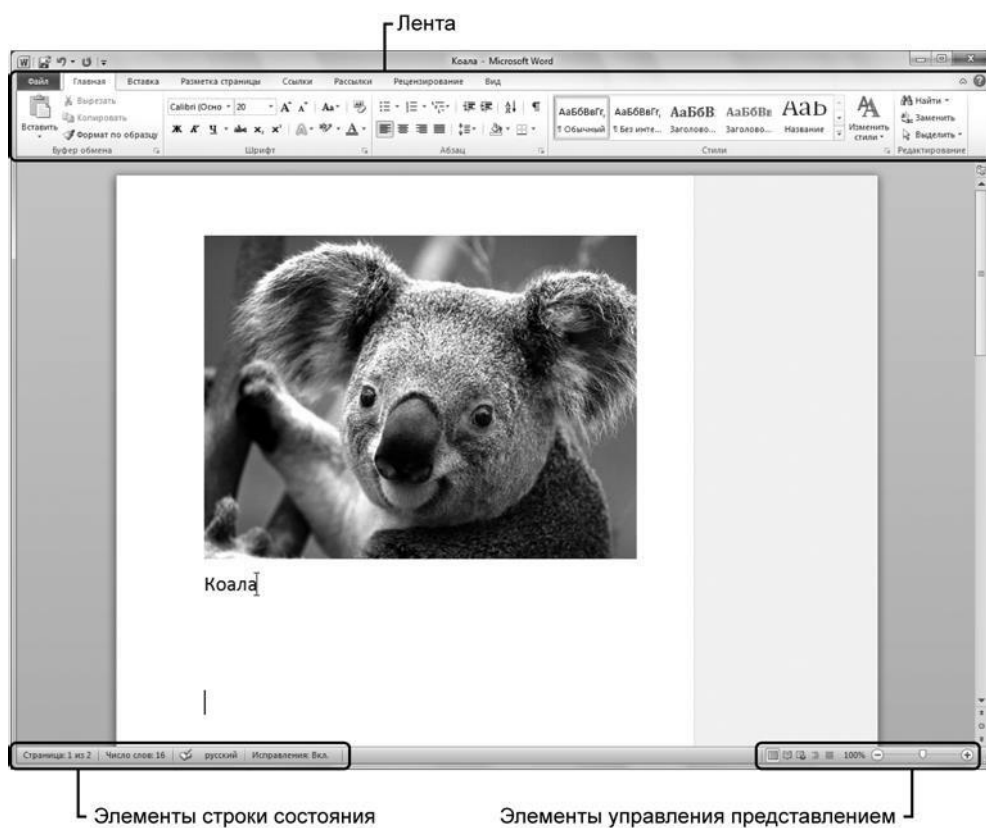 Лента
Коала - Microsoft Word
Файл Главная Вставка Разметка страницы Ссылки Рассылки Рецензирование Вид
Вставить
Вырезать
Копировать
Формат по образцу
Буфер обмена
Calibri (Осно 20
Ж К Ч abc x, x
Шрифт
Абзац
АаБбВвГг, АаБбВвГг, АаБбВ АаБбВв АаБ
Обычный Без инте... Заголово... Заголово... Название
Изменить стили
Стили
Найти
Заменить
Выделить
Редактирование
Коала
Страница: 1 из 2 Число слов: 16 русский Исправления: Вкл. 100%
Элементы строки состояния Элементы управления представлением